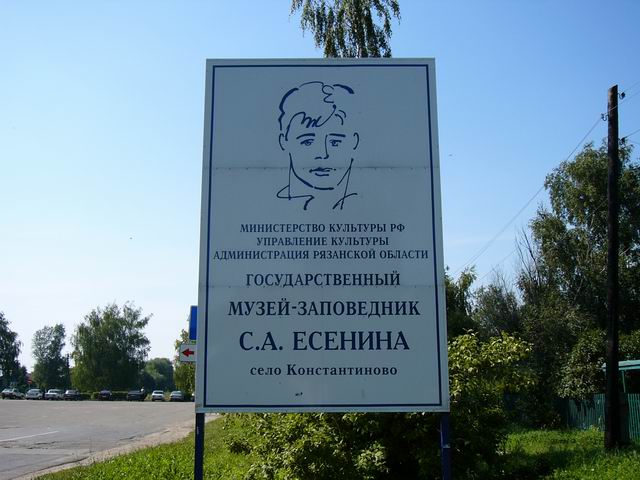 МИНИСТЕРСТВО КУЛЬТУРЫ РФ
УПРАВЛЕНИЕ КУЛЬТУРЫ
АДМИНИСТРАЦИЯ РЯЗАНСКОЙ ОБЛАСТИ
ГОСУДАРСТВЕННЫЙ
МУЗЕЙ-ЗАПОВЕДНИК
С.А. ЕСЕНИНА
село Константиново